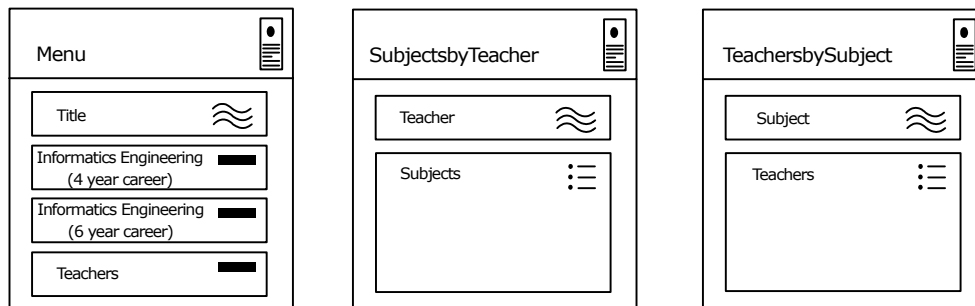 Menu
Title
Informatics Engineering
(4 year career)
Informatics Engineering
(6 year career)
Teachers
SubjectsbyTeacher
Teacher
Subjects
TeachersbySubject
Subject
Teachers